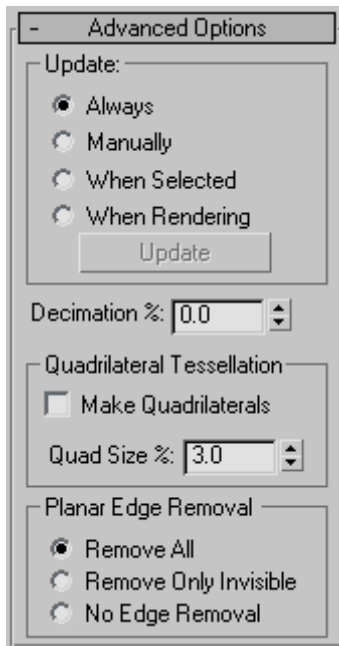 - Advanced Options
Update:
Always
Manually
When Selected
When Rendering
Update
Decimation %: 0.0
Quadrilateral Tessellation
Make Quadrilaterals
Quad Size %: 3.0
Planar Edge Removal
Remove All
Remove Only Invisible
No Edge Removal